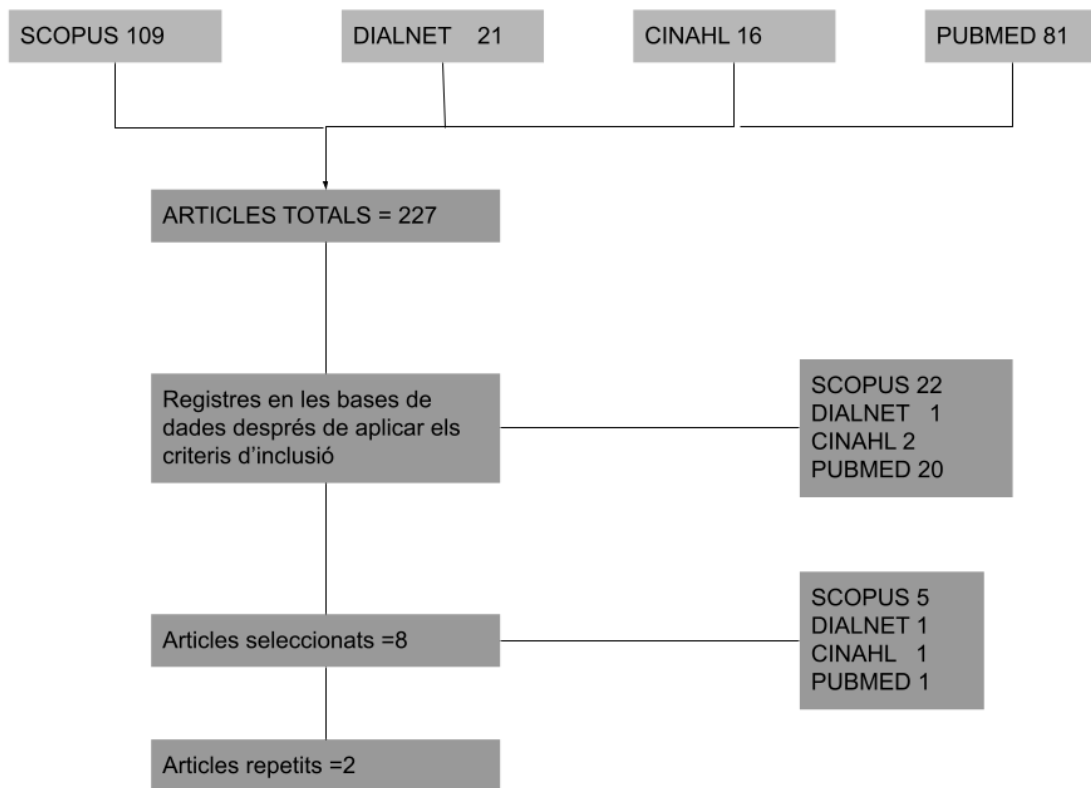 SCOPUS 109
DIALNET 21
CINAHL 16
PUBMED 81
ARTICLES TOTALS = 227
Registres en les bases de
dades després de aplicar els
criteris d'inclusió
SCOPUS 22
DIALNET 1
CINAHL 2
PUBMED 20
Articles seleccionats =8
SCOPUS 5
DIALNET 1
CINAHL 1
PUBMED 1
Articles repetits =2